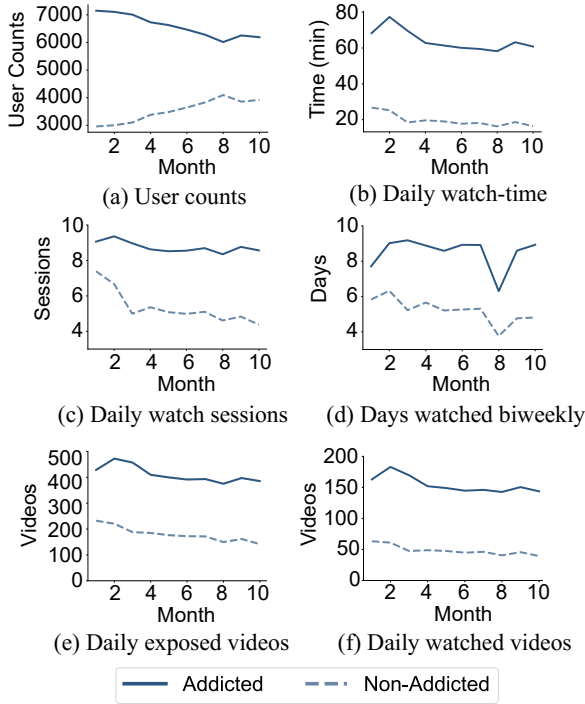 User Counts
7000
6000
5000
4000
3000
2 4 6 8 10
Month
(a) User counts
Time (min)
80
60
40
20
2 4 6 8 10
Month
(b) Daily watch-time
Sessions
10
8
6
4
2 4 6 8 10
Month
(c) Daily watch sessions
Days
10
8
6
4
2 4 6 8 10
Month
(d) Days watched biweekly
Videos
500
400
300
200
100
0
2 4 6 8 10
Month
(e) Daily exposed videos
Videos
200
150
100
50
0
2 4 6 8 10
Month
(f) Daily watched videos
Addicted Non-Addicted